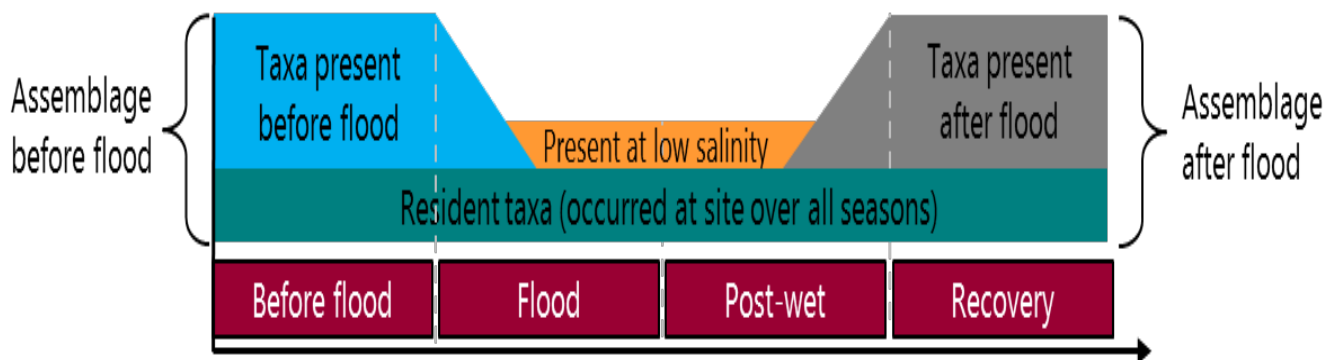 Assemblage
before flood
Taxa present
before flood
Present at low salinity
Taxa present
after flood
Assemblage
after flood
Resident taxa (occurred at site over all seasons)
Before flood
Flood
Post-wet
Recovery